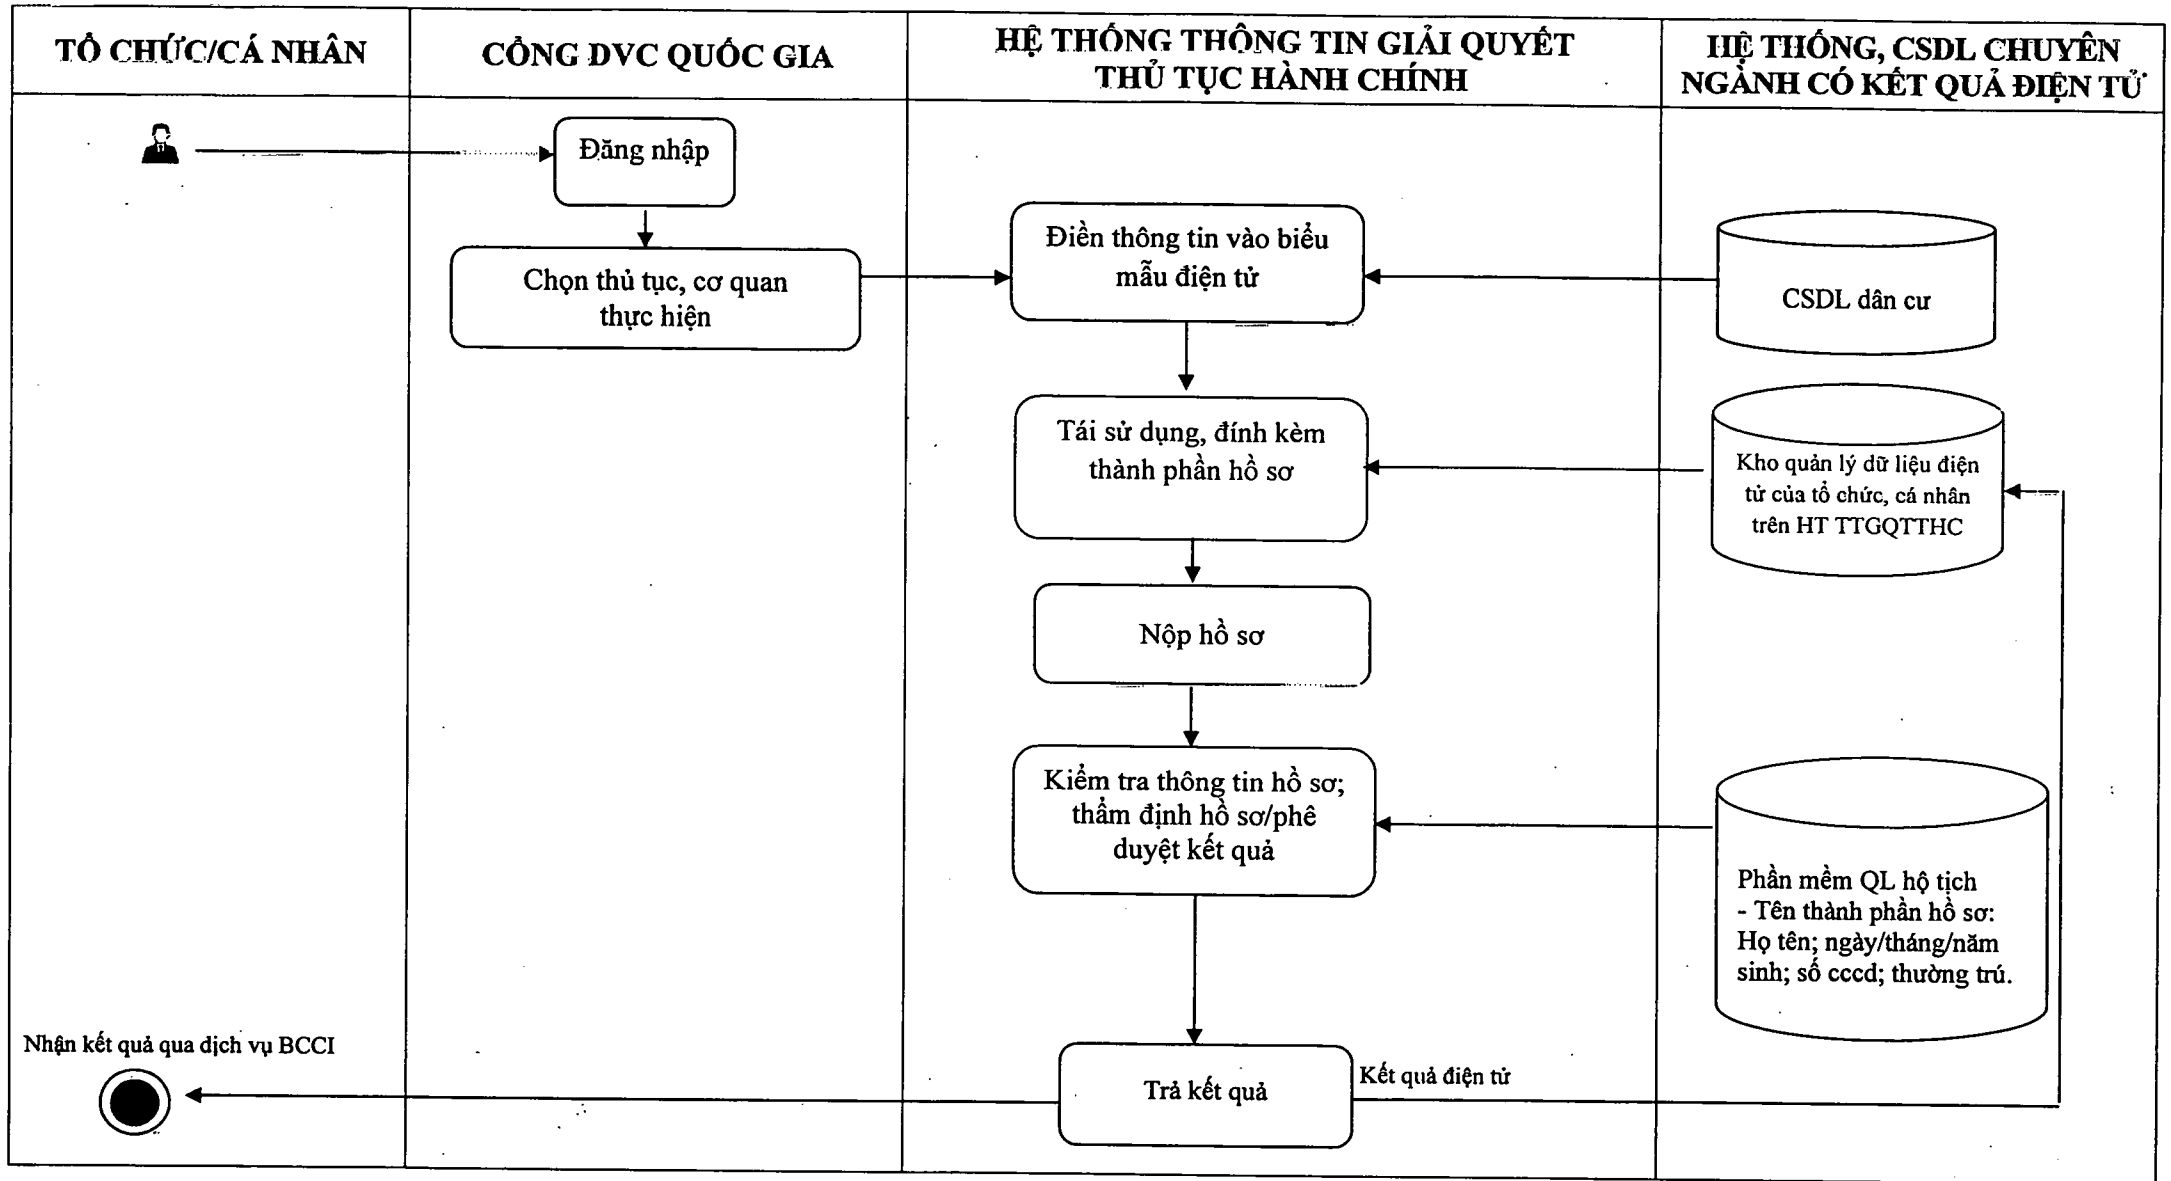 TỔ CHỨC/CÁ NHÂN
CỔNG DVC QUỐC GIA
HỆ THỐNG THÔNG TIN GIẢI QUYẾT
THỦ TỤC HÀNH CHÍNH
HỆ THỐNG, CSDL CHUYÊN
NGÀNH CÓ KẾT QUẢ ĐIỆN TỬ
Đăng nhập
Chọn thủ tục, cơ quan
thực hiện
Điền thông tin vào biểu
mẫu điện tử
CSDL dân cư
Tái sử dụng, đính kèm
thành phần hồ sơ
Kho quản lý dữ liệu điện
tử của tổ chức, cá nhân
trên HT TTGQTTHC
Nộp hồ sơ
Kiểm tra thông tin hồ sơ;
thẩm định hồ sơ/phê
duyệt kết quả
Phần mềm QL hộ tịch
- Tên thành phần hồ sơ:
Họ tên; ngày/tháng/năm
sinh; số cccd; thường trú.
Nhận kết quả qua dịch vụ BCCI
Trả kết quả
Kết quả điện tử